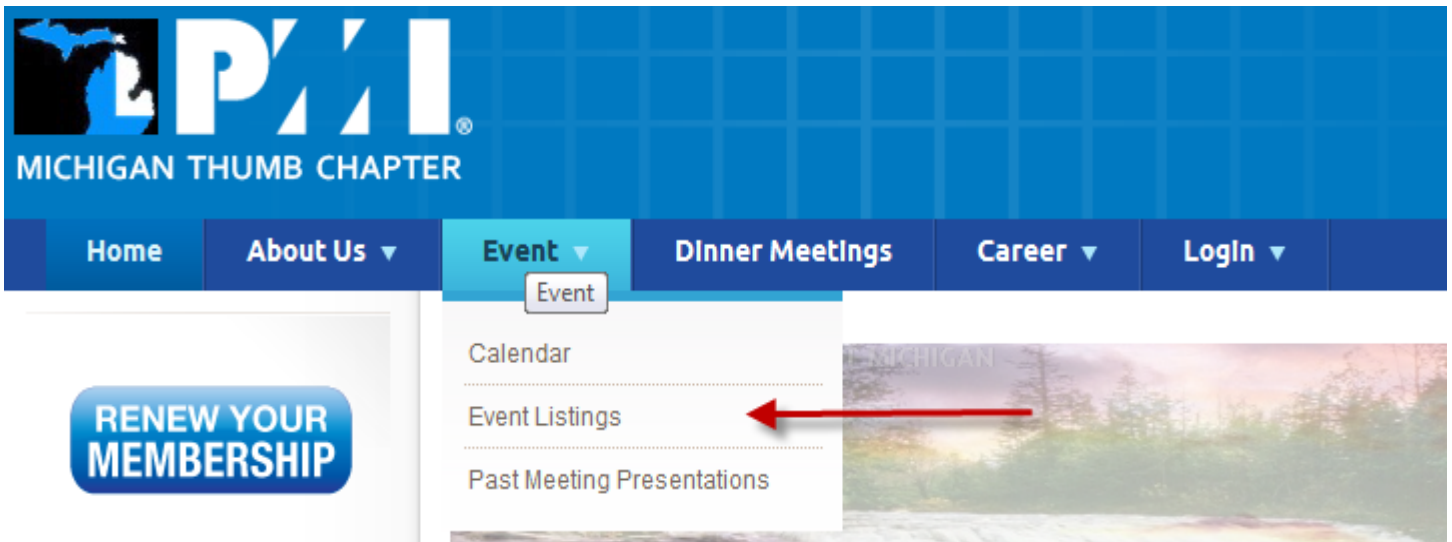 PMI®
MICHIGAN THUMB CHAPTER
Home About Us Event Dinner Meetings Career Login
Event
Calendar
MICHIGAN
Event Listings
RENEW YOUR
MEMBERSHIP
Past Meeting Presentations